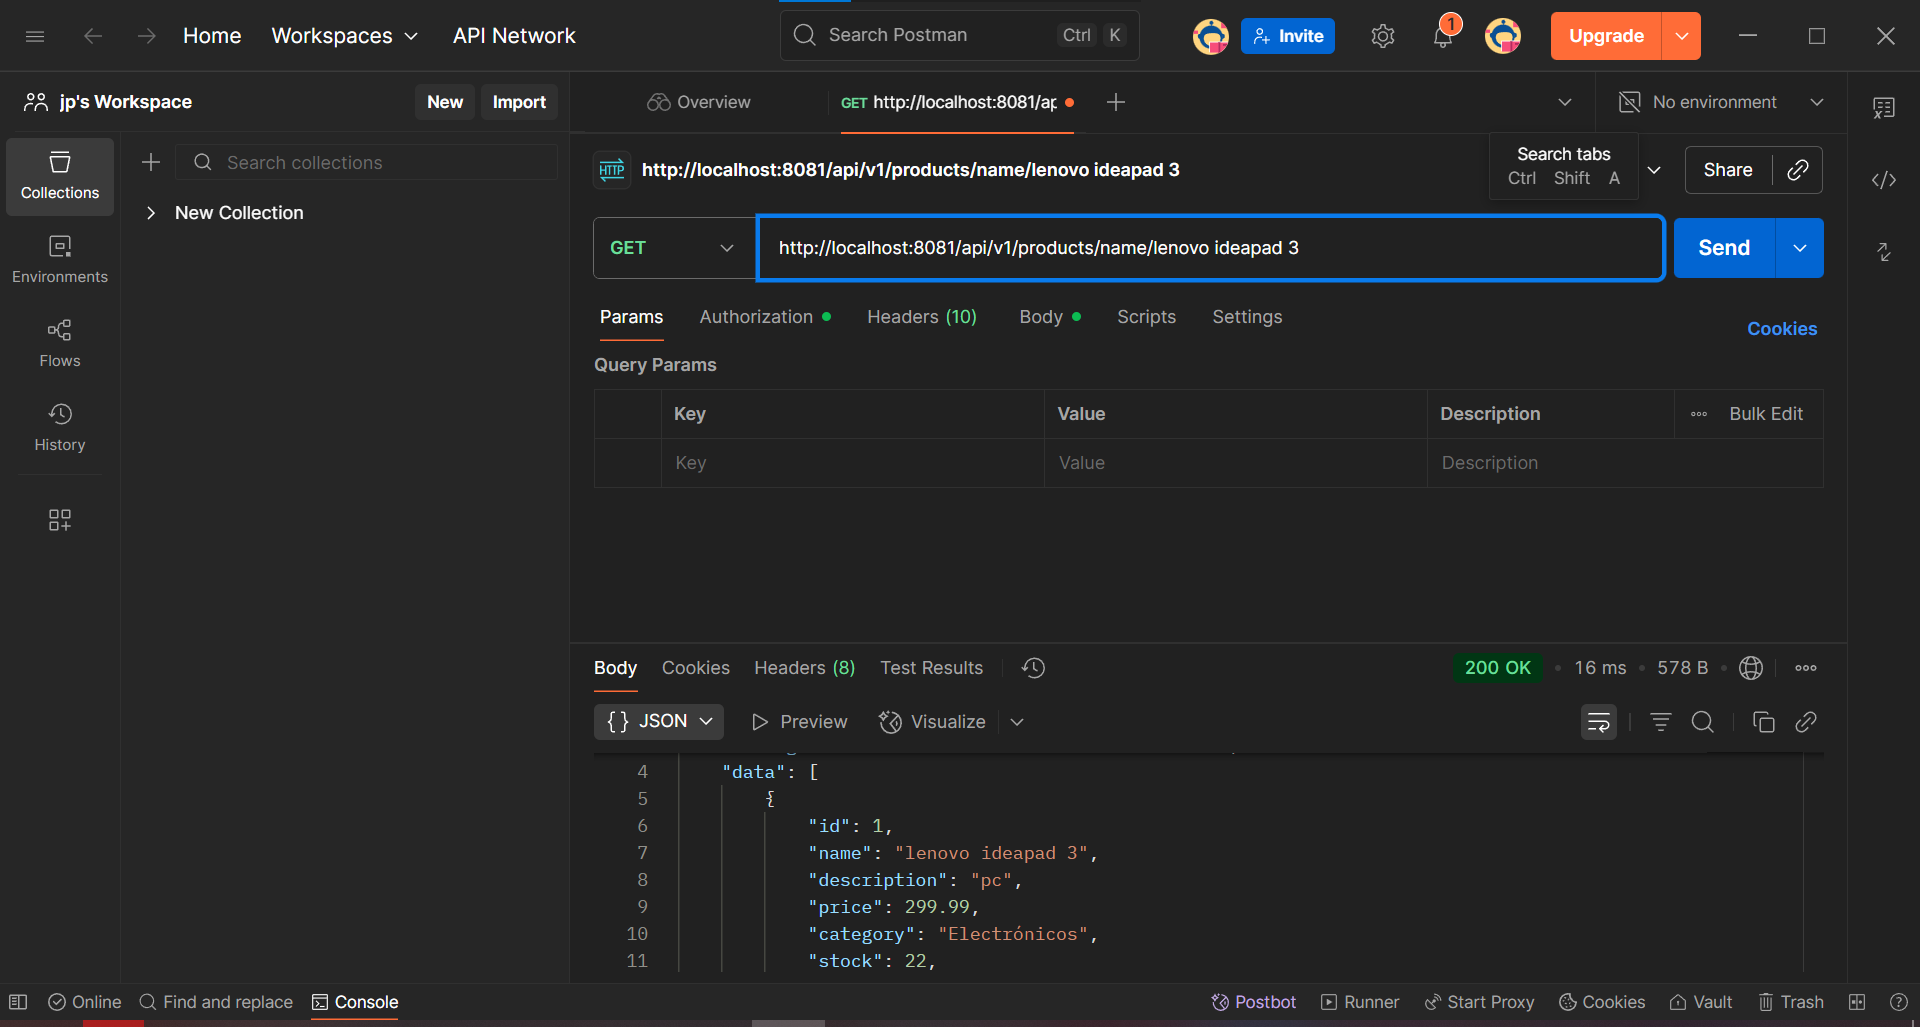 Home Workspaces API Network Search Postman Ctrl K Invite 1 Upgrade
jp's Workspace New Import Overview GET http://localhost:8081/ap No environment
Search collections
Collections
New Collection
Environments
Flows
History
HTTP http://localhost:8081/api/v1/products/name/lenovo ideapad 3 Share
Search tabs
Ctrl Shift A
GET http://localhost:8081/api/v1/products/name/lenovo ideapad 3 Send
Params Authorization Headers (10) Body Scripts Settings Cookies
Query Params
Key Value Description Bulk Edit
Key Value Description
Body Cookies Headers (8) Test Results 200 OK 16 ms 578 B
{} JSON Preview Visualize
4 "data": [
5 {
6 "id": 1,
7 "name": "lenovo ideapad 3",
8 "description": "pc",
9 "price": 299.99,
10 "category": "Electrónicos",
11 "stock": 22,
Online Find and replace Console Postbot Runner Start Proxy Cookies Vault Trash